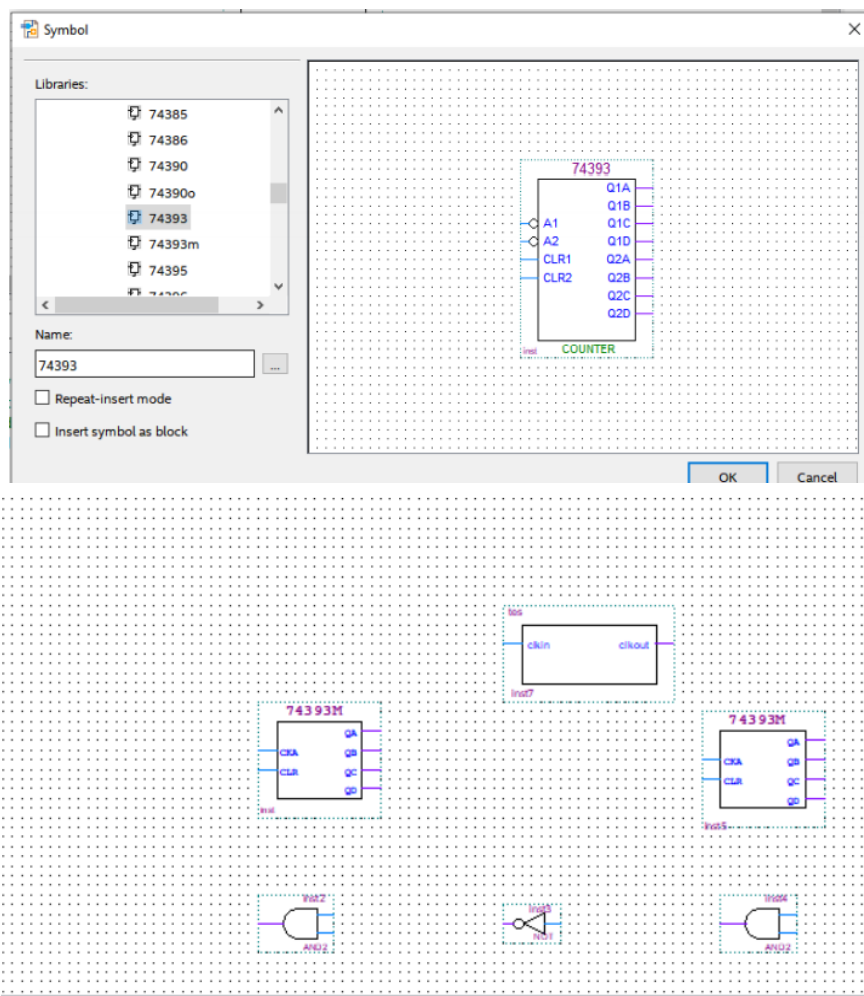 Symbol
Libraries:
74385
74386
74390
74390o
74393
74393m
74395
Name:
74393
...
Repeat-insert mode
Insert symbol as block
74393
Q1A
Q1B
A1 Q1C
A2 Q1D
CLR1 Q2A
CLR2 Q2B
Q2C
Q2D
inst COUNTER
OK Cancel
tos
clkin clkout
inst7
74393M
QA
CKA QB
CLR QC
QD
inst
74393M
QA
CKA QB
CLR QC
QD
inst5
inst2
AND2
inst3
NOT
inst4
AND2